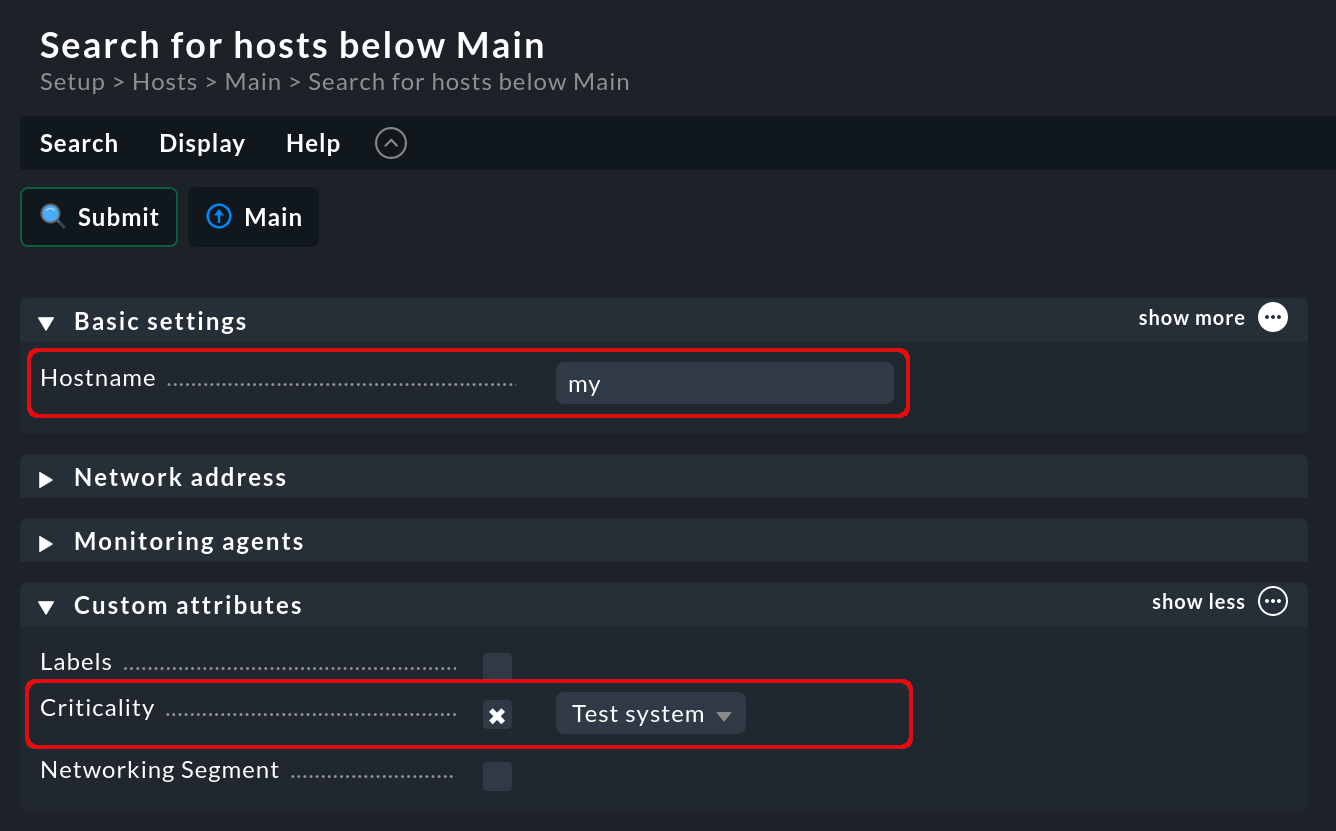 Search for hosts below Main
Setup > Hosts > Main > Search for hosts below Main
Search Display Help
Submit Main
Basic settings show more
Hostname my
Network address
Monitoring agents
Custom attributes show less
Labels
Criticality Test system
Networking Segment